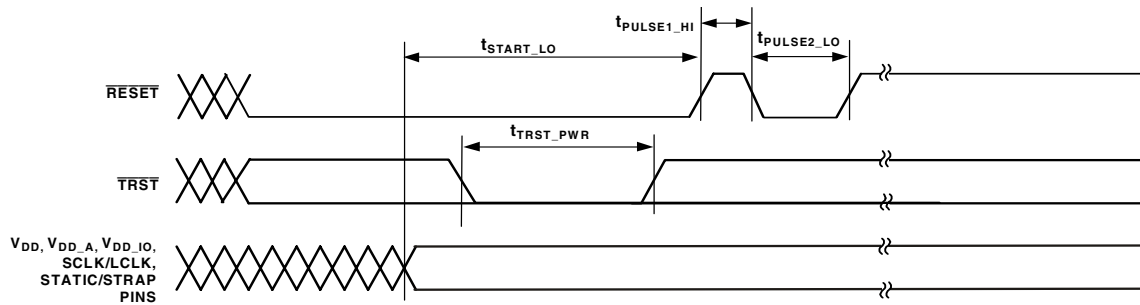 tPULSE1_HI
tSTART_LO
tPULSE2_LO
RESET
tTRST_PWR
TRST
VDD, VDD_A, VDD_IO,
SCLK/LCLK,
STATIC/STRAP
PINS